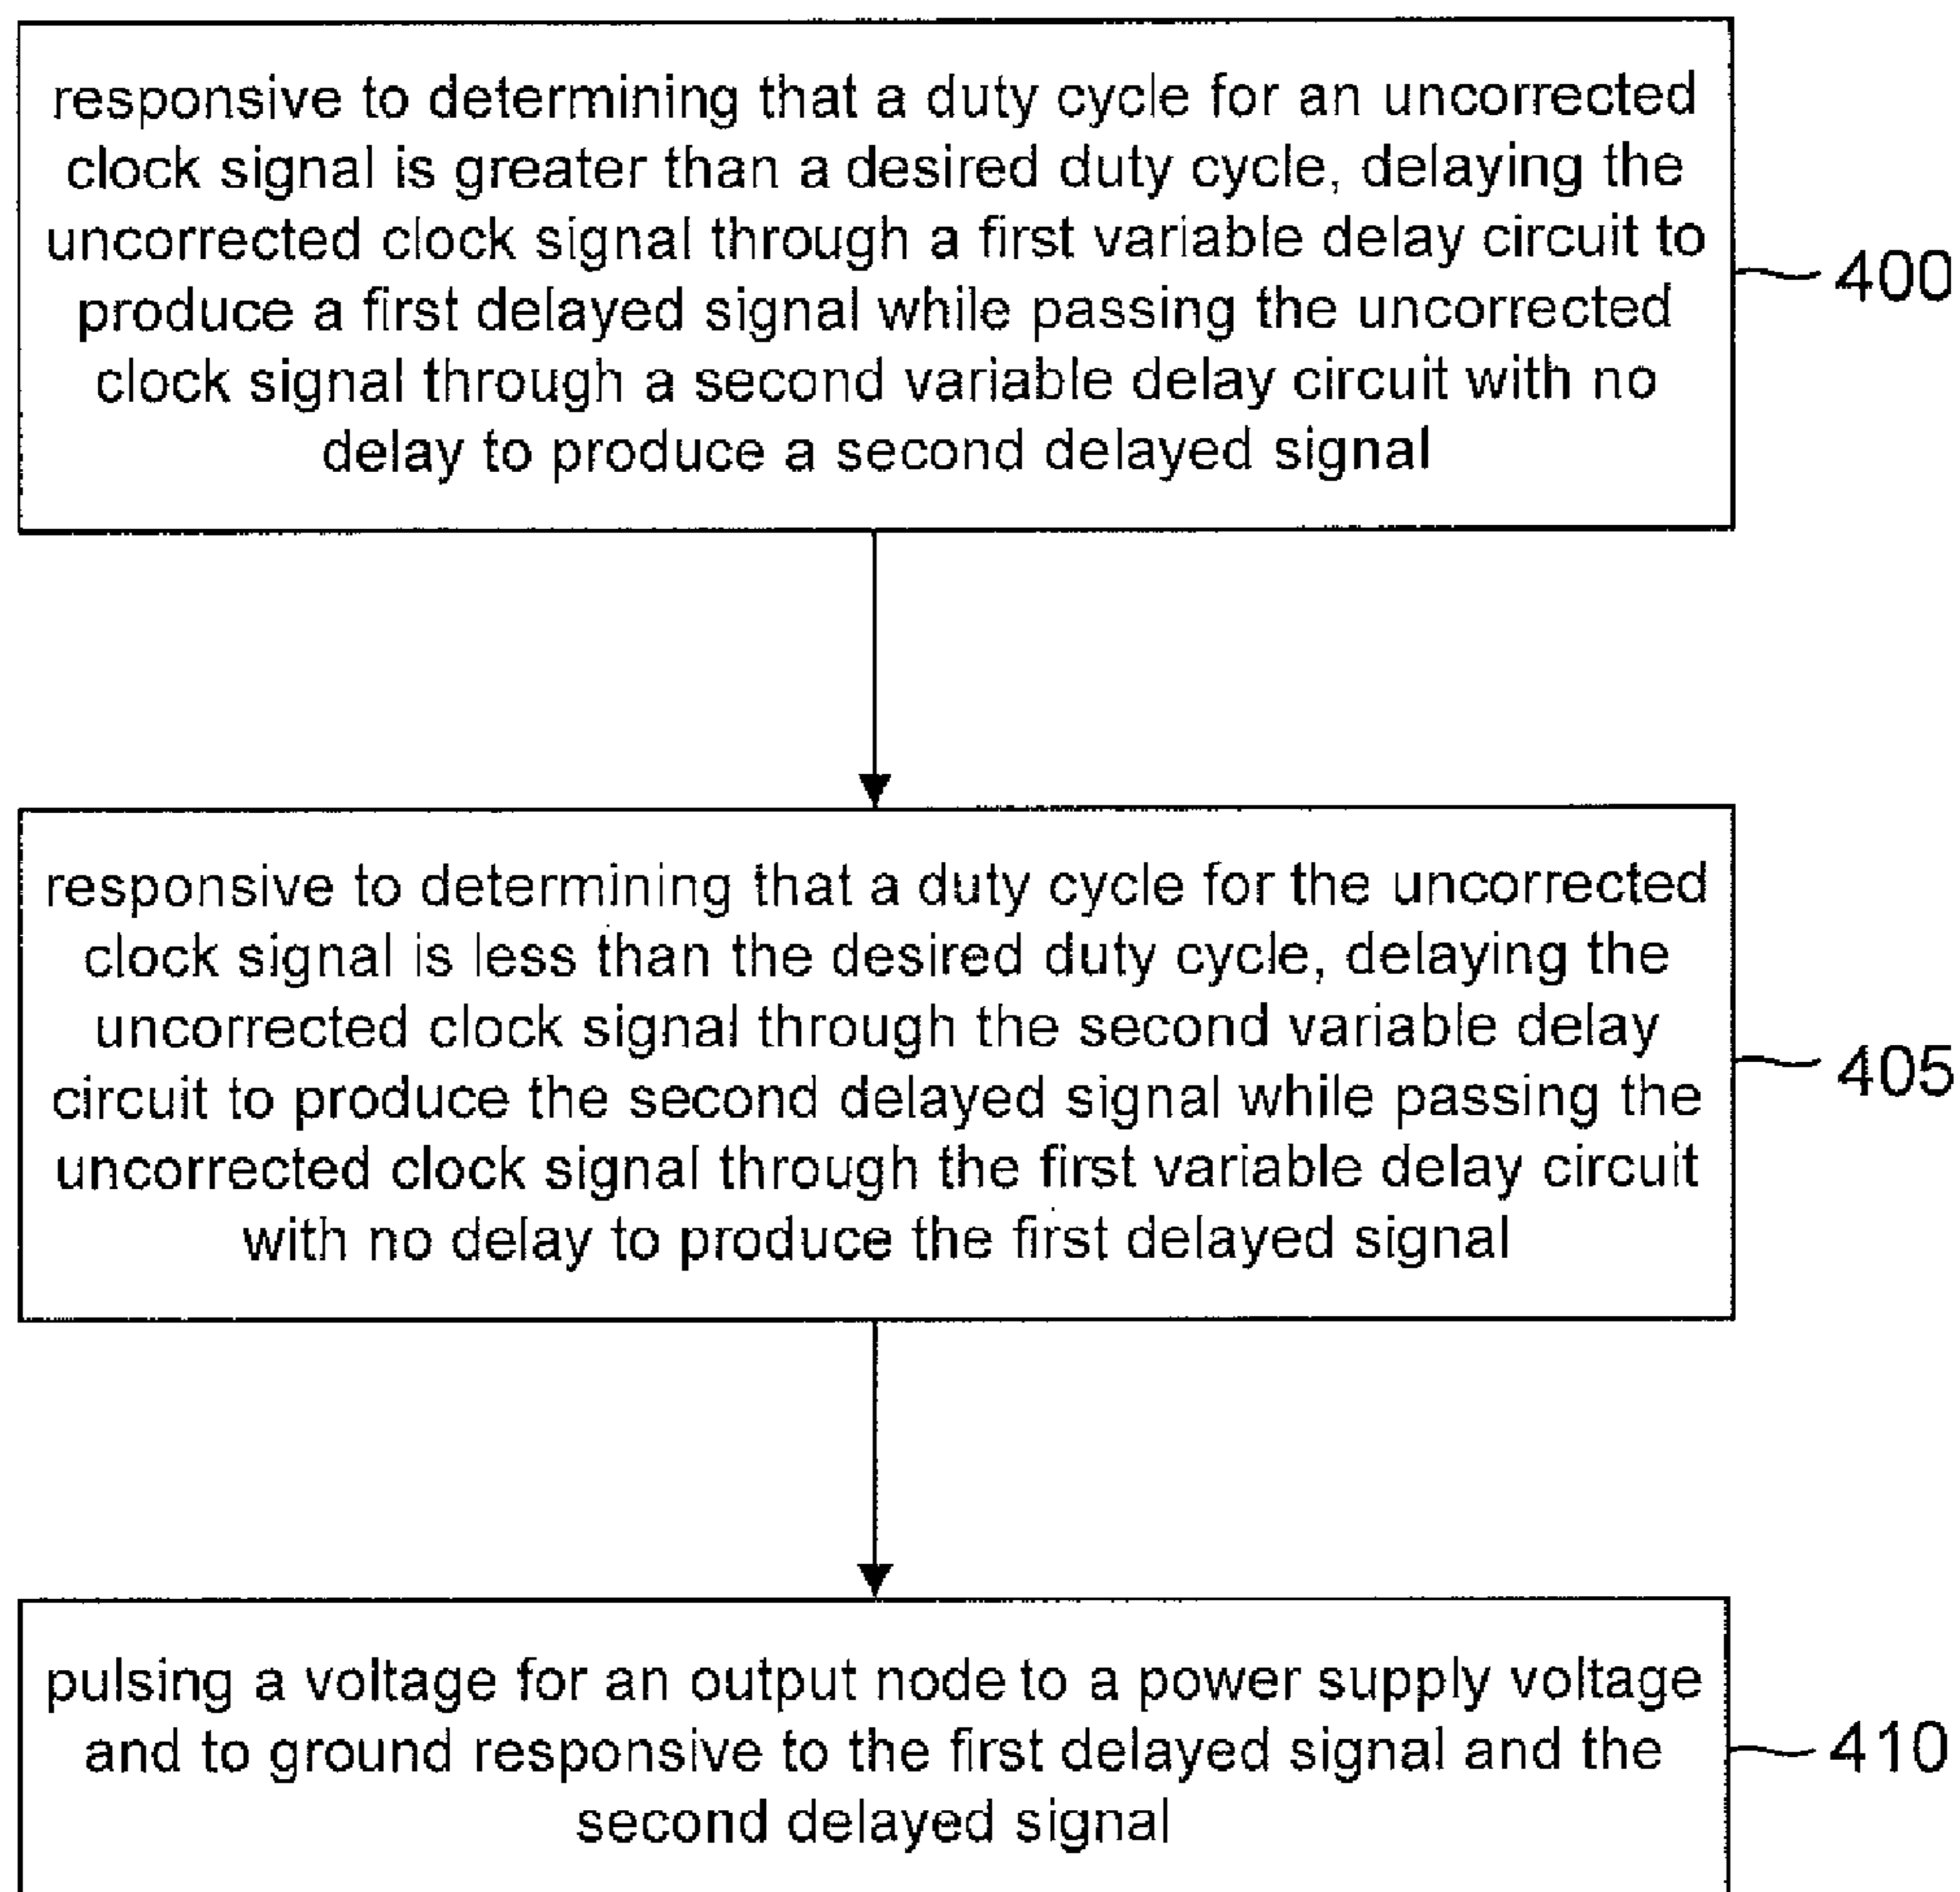 responsive to determining that a duty cycle for an uncorrected
clock signal is greater than a desired duty cycle, delaying the
uncorrected clock signal through a first variable delay circuit to
produce a first delayed signal while passing the uncorrected
clock signal through a second variable delay circuit with no
delay to produce a second delayed signal
400
responsive to determining that a duty cycle for the uncorrected
clock signal is less than the desired duty cycle, delaying the
uncorrected clock signal through the second variable delay
circuit to produce the second delayed signal while passing the
uncorrected clock signal through the first variable delay circuit
with no delay to produce the first delayed signal
405
pulsing a voltage for an output node to a power supply voltage
and to ground responsive to the first delayed signal and the
second delayed signal
410